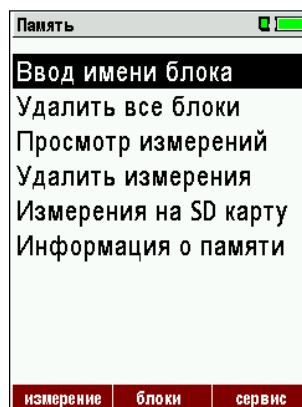 Память
Ввод имени блока
Удалить все блоки
Просмотр измерений
Удалить измерения
Измерения на SD карту
Информация о памяти
измерение блоки сервис